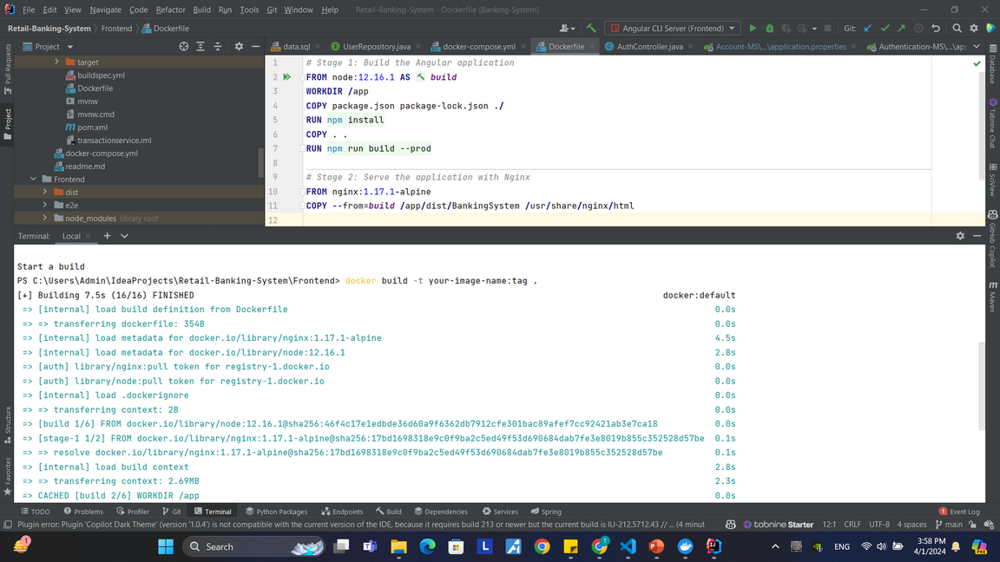 File Edit View Navigate Code Refactor Build Run Tools Git Window Help Retail-Banking-System - Dockerfile [Banking-System]
Retail-Banking-System Frontend Dockerfile Angular CLI Server (Frontend) Git:
Project data.sql UserRepository.java docker-compose.yml Dockerfile AuthController.java Account-MS\...\application.properties Authentication-MS\...\ap
target
buildspec.yml
Dockerfile
mvnw
mvnw.cmd
pom.xml
transactionservice.iml
docker-compose.yml
readme.md
Frontend
dist
e2e
node_modules library root
1 # Stage 1: Build the Angular application
2 FROM node:12.16.1 AS build
3 WORKDIR /app
4 COPY package.json package-lock.json ./
5 RUN npm install
6 COPY . .
7 RUN npm run build --prod
8
9 # Stage 2: Serve the application with Nginx
10 FROM nginx:1.17.1-alpine
11 COPY --from=build /app/dist/BankingSystem /usr/share/nginx/html
12
Pull Requests
Project
Structure
Favorites
Database
Tabnine Chat
SciView
GitHub Copilot
Maven
Terminal: Local
Start a build
PS C:\Users\Admin\IdeaProjects\Retail-Banking-System\Frontend> docker build -t your-image-name:tag .
[+] Building 7.5s (16/16) FINISHED docker:default
=> [internal] load build definition from Dockerfile 0.0s
=> => transferring dockerfile: 354B 0.0s
=> [internal] load metadata for docker.io/library/nginx:1.17.1-alpine 4.5s
=> [internal] load metadata for docker.io/library/node:12.16.1 2.8s
=> [auth] library/nginx:pull token for registry-1.docker.io 0.0s
=> [auth] library/node:pull token for registry-1.docker.io 0.0s
=> [internal] load .dockerignore 0.0s
=> => transferring context: 2B 0.0s
=> [build 1/6] FROM docker.io/library/node:12.16.1@sha256:46f4c17e1edbde36d60a9f6362db7912cfe301bac89afef7cc92421ab3e7ca18 0.0s
=> [stage-1 1/2] FROM docker.io/library/nginx:1.17.1-alpine@sha256:17bd1698318e9c0f9ba2c5ed49f53d690684dab7fe3e8019b855c352528d57be 0.1s
=> => resolve docker.io/library/nginx:1.17.1-alpine@sha256:17bd1698318e9c0f9ba2c5ed49f53d690684dab7fe3e8019b855c352528d57be 0.1s
=> [internal] load build context 2.8s
=> => transferring context: 2.69MB 2.3s
=> CACHED [build 2/6] WORKDIR /app 0.0s
TODO Problems Profiler Git Terminal Python Packages Endpoints Build Dependencies Services Spring 1 Event Log
Plugin error: Plugin 'Copilot Dark Theme' (version '1.0.4') is not compatible with the current version of the IDE, because it requires build 213 or newer but the current build is IU-212.5712.43 // ... (4 minut tabnine Starter 12:1 CRLF UTF-8 4 spaces main
1 Search ENG 3:58 PM
4/1/2024